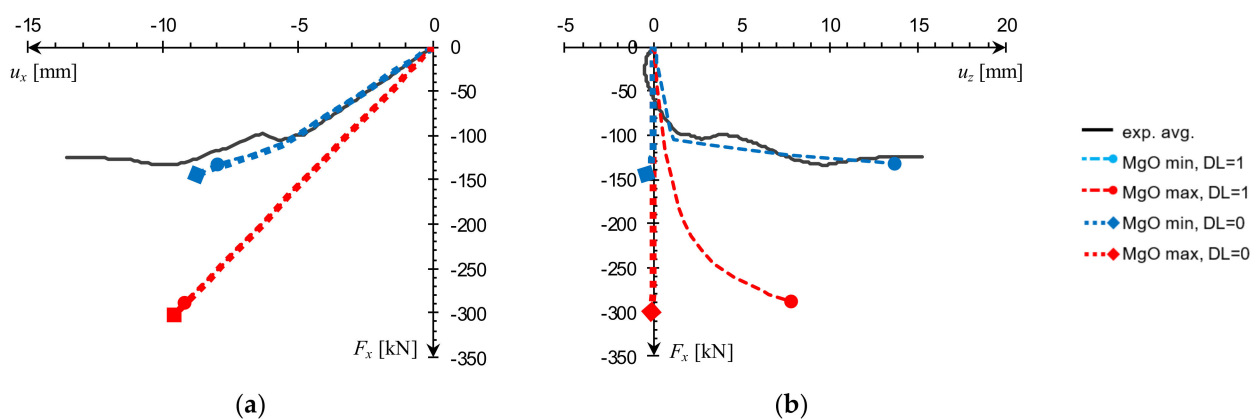 -15 -10 -5 0
u_x [mm]
-0
-50
-100
-150
-200
-250
-300
-350
F_x [kN]
(a)
-5 0 5 10 15 20
u_z [mm]
0
-50
-100
-150
-200
-250
-300
-350
F_x [kN]
(b)
exp. avg.
MgO min, DL=1
MgO max, DL=1
MgO min, DL=0
MgO max, DL=0